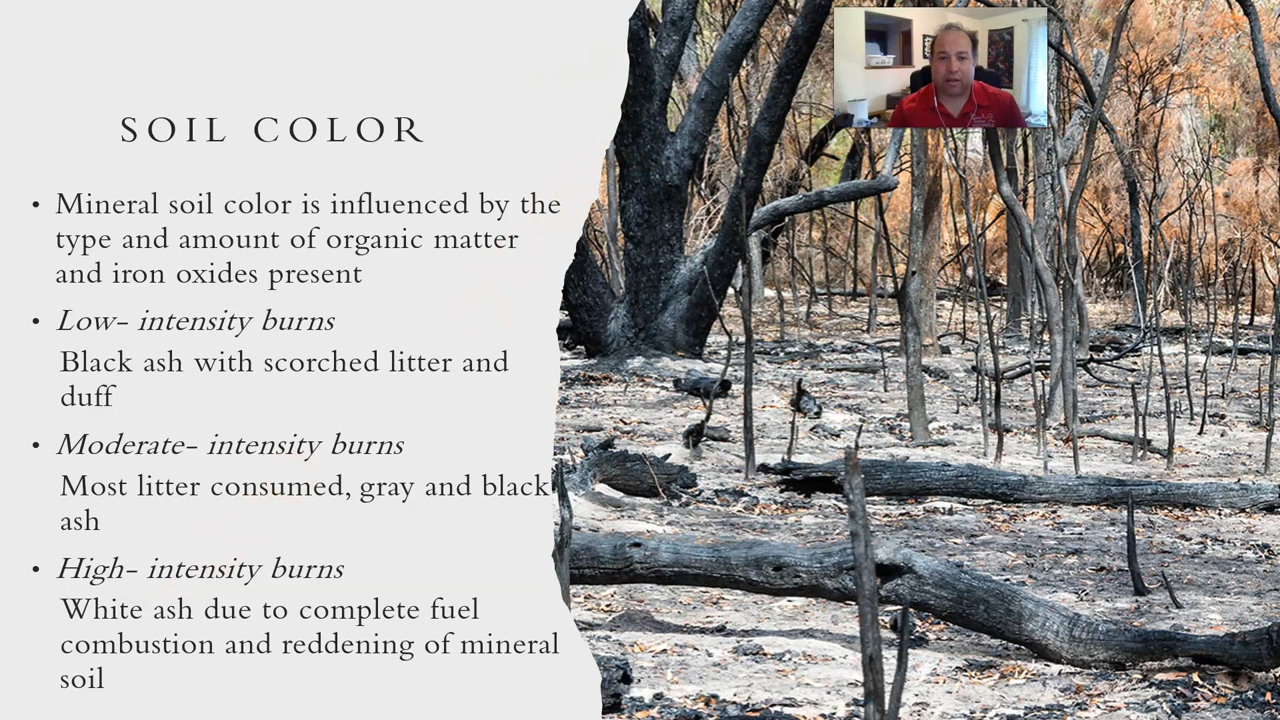 SOIL COLOR
• Mineral soil color is influenced by the
type and amount of organic matter
and iron oxides present
• Low- intensity burns
Black ash with scorched litter and
duff
• Moderate- intensity burns
Most litter consumed, gray and black
ash
• High- intensity burns
White ash due to complete fuel
combustion and reddening of mineral
soil